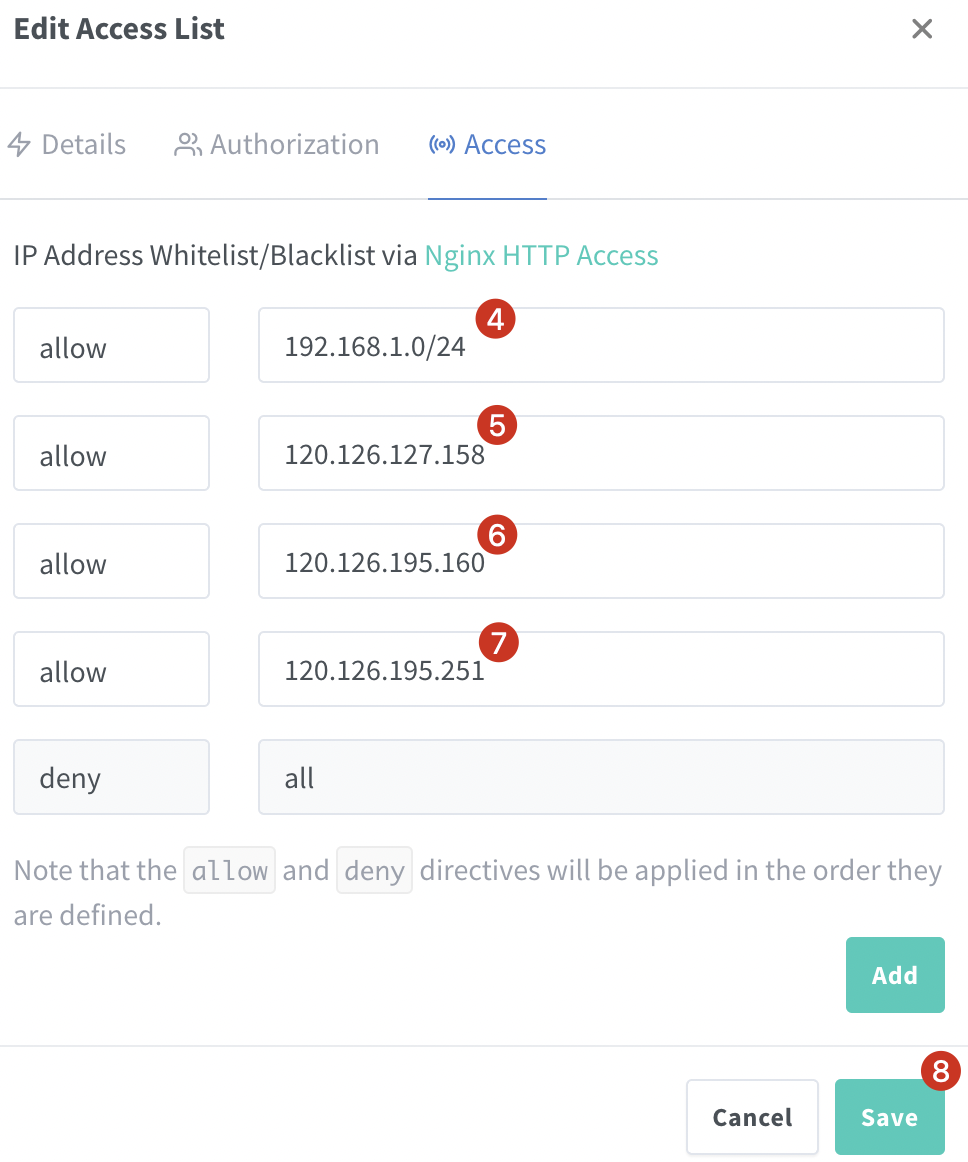 Edit Access List
Details Authorization Access
IP Address Whitelist/Blacklist via Nginx HTTP Access
4
allow 192.168.1.0/24
5
allow 120.126.127.158
6
allow 120.126.195.160
7
allow 120.126.195.251
deny all
Note that the allow and deny directives will be applied in the order they
are defined.
Add
8
Cancel Save